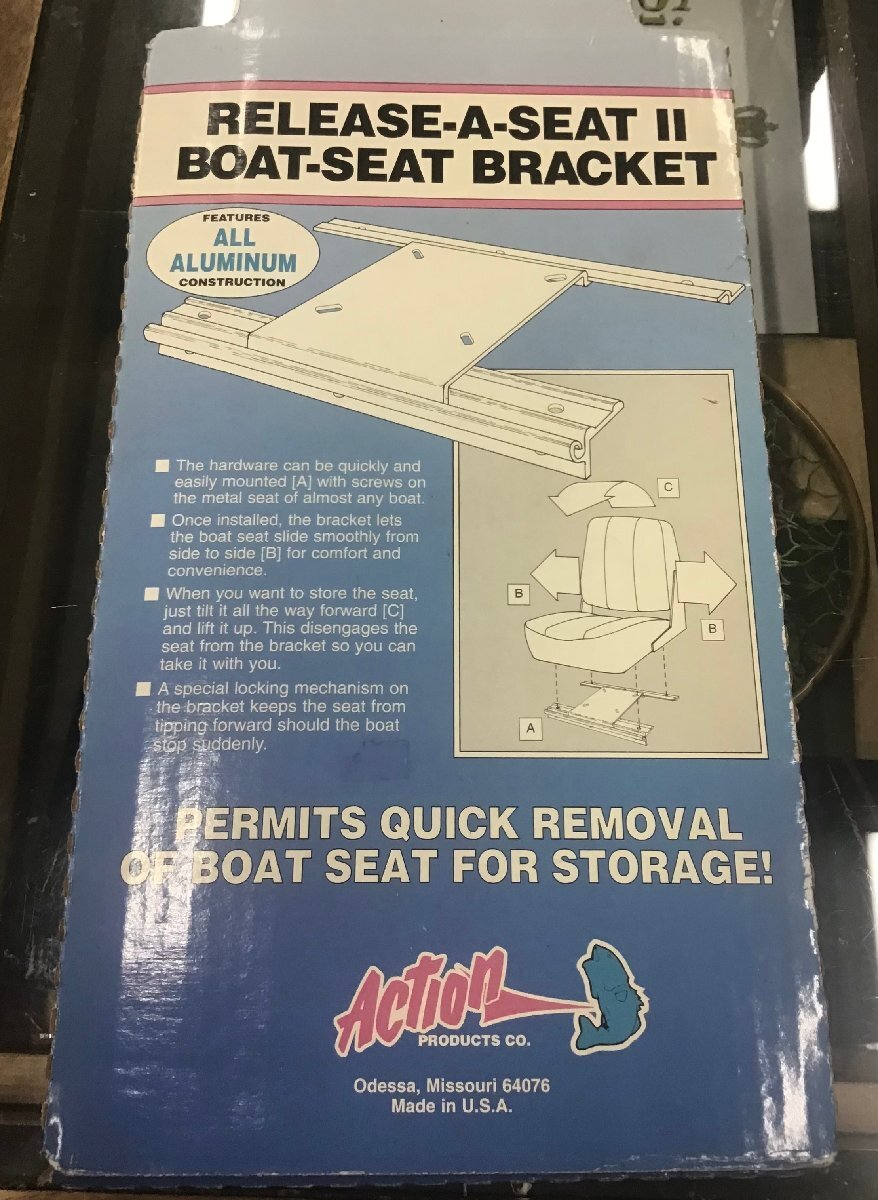 RELEASE-A-SEAT II
BOAT-SEAT BRACKET
FEATURES
ALL
ALUMINUM
CONSTRUCTION
■ The hardware can be quickly and
easily mounted [A] with screws on
the metal seat of almost any boat.
■ Once installed, the bracket lets
the boat seat slide smoothly from
side to side [B] for comfort and
convenience.
■ When you want to store the seat,
just tilt it all the way forward [C]
and lift it up. This disengages the
seat from the bracket so you can
take it with you.
■ A special locking mechanism on
the bracket keeps the seat from
tipping forward should the boat
stop suddenly.
C
B
B
A
PERMITS QUICK REMOVAL
OF BOAT SEAT FOR STORAGE!
Action
PRODUCTS CO.
Odessa, Missouri 64076
Made in U.S.A.